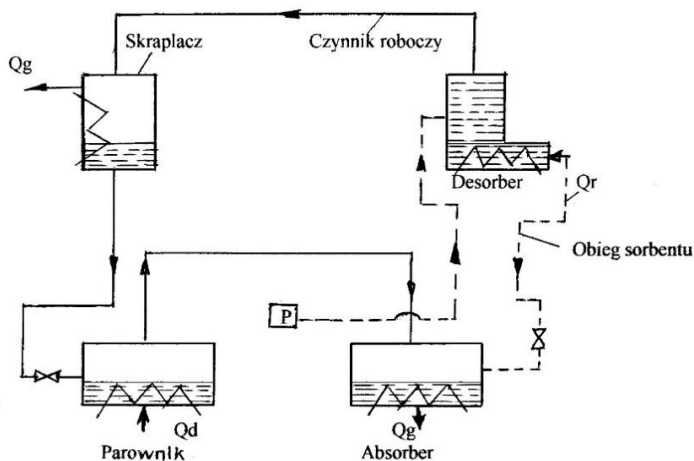 Skraplacz
Czynnik roboczy
Qg
Desorber
Qr
Obieg sorbentu
P
Qd
Qg
Parownik
Absorber